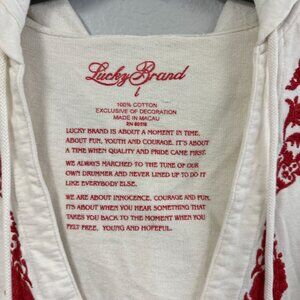 Lucky Brand
L
100% COTTON
EXCLUSIVE OF DECORATION
MADE IN MACAU
LUCKY BRAND IS ABOUT A MOMENT IN TIME.
ABOUT FUN, YOUTH AND COURAGE. IT'S ABOUT
A TIME WHEN QUALITY AND PRIDE CAME FIRST.
WE ALWAYS MARCHED TO THE TUNE OF OUR
OWN DRUMMER AND NEVER LINED UP TO DO IT
LIKE EVERYBODY ELSE.
WE ARE ABOUT INNOCENCE, COURAGE AND FUN.
IT'S ABOUT WHEN YOU HEAR SOMETHING THAT
TAKES YOU BACK TO THE MOMENT WHEN YOU
FELT FREE, YOUNG AND HOPEFUL.